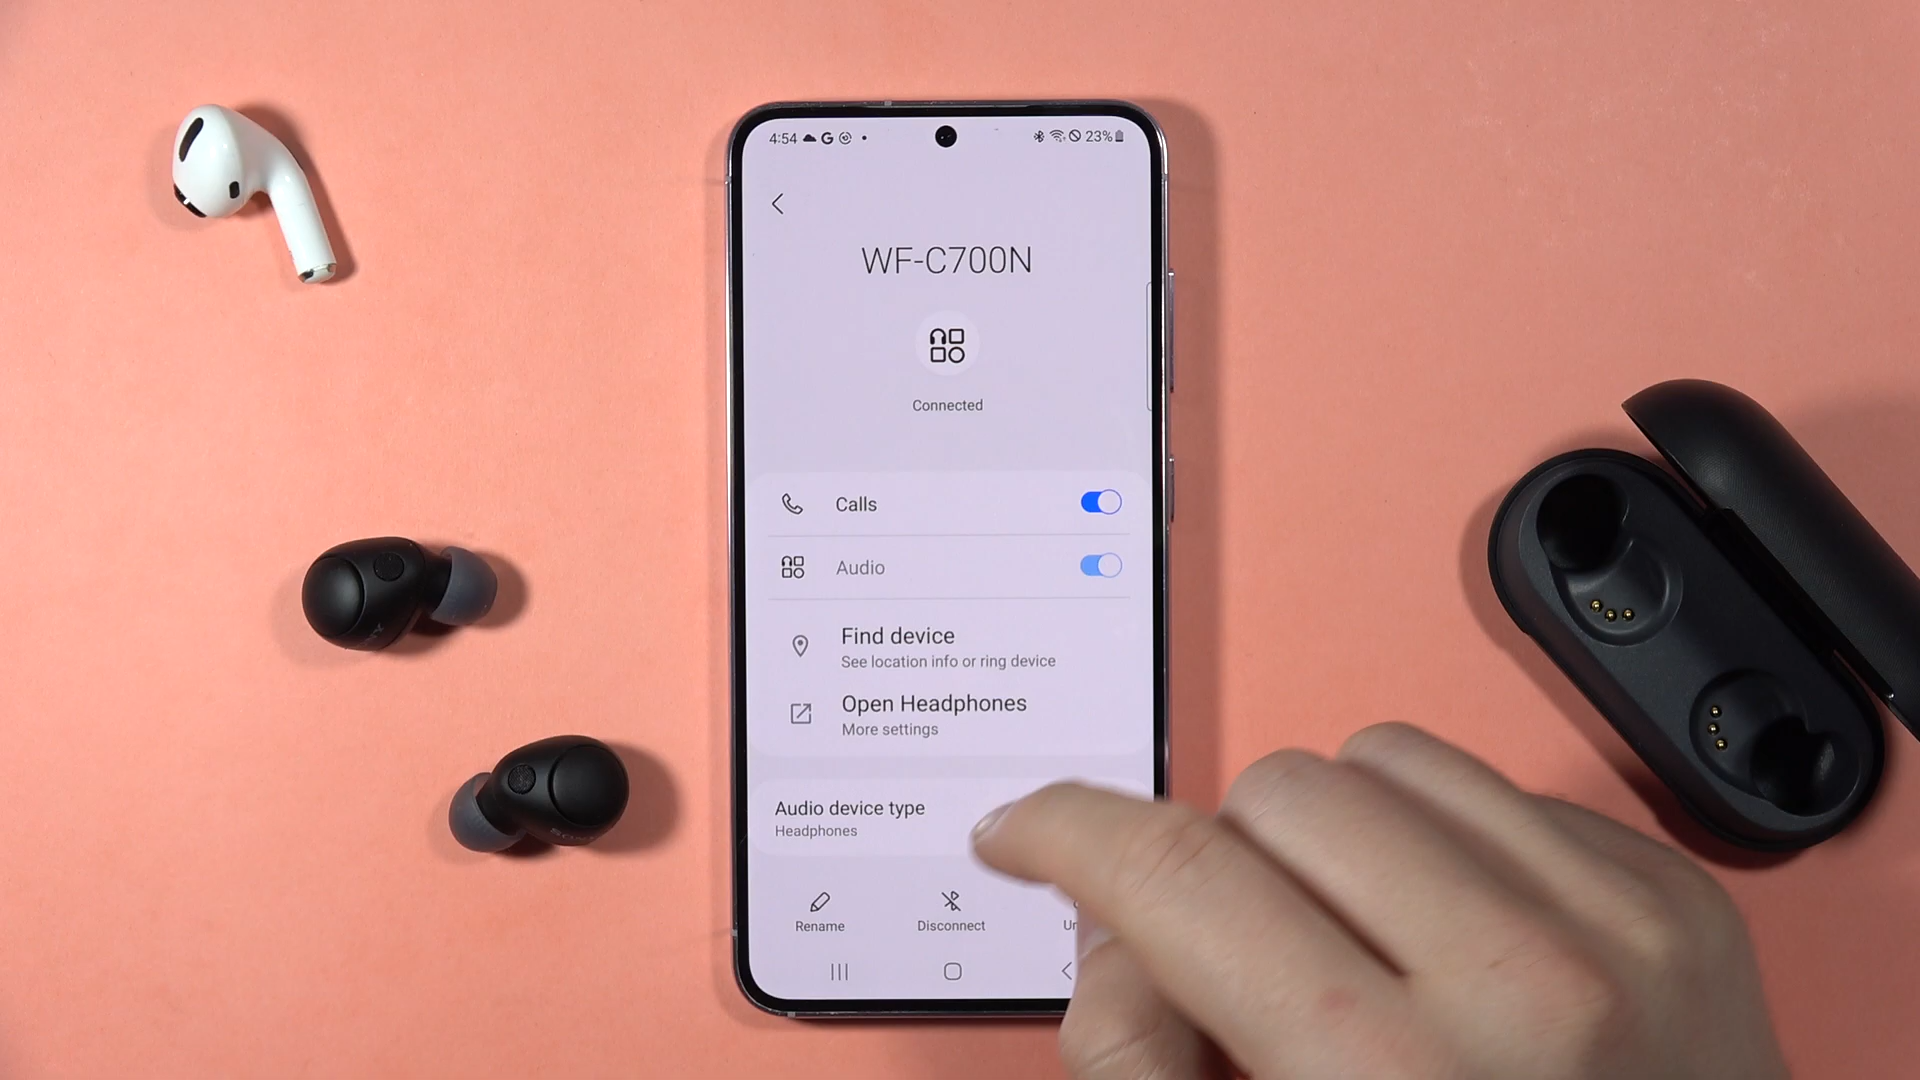 4:54 G 23%
WF-C700N
Connected
Calls
Audio
Find device
See location info or ring device
Open Headphones
More settings
Audio device type
Headphones
Rename Disconnect
SONY